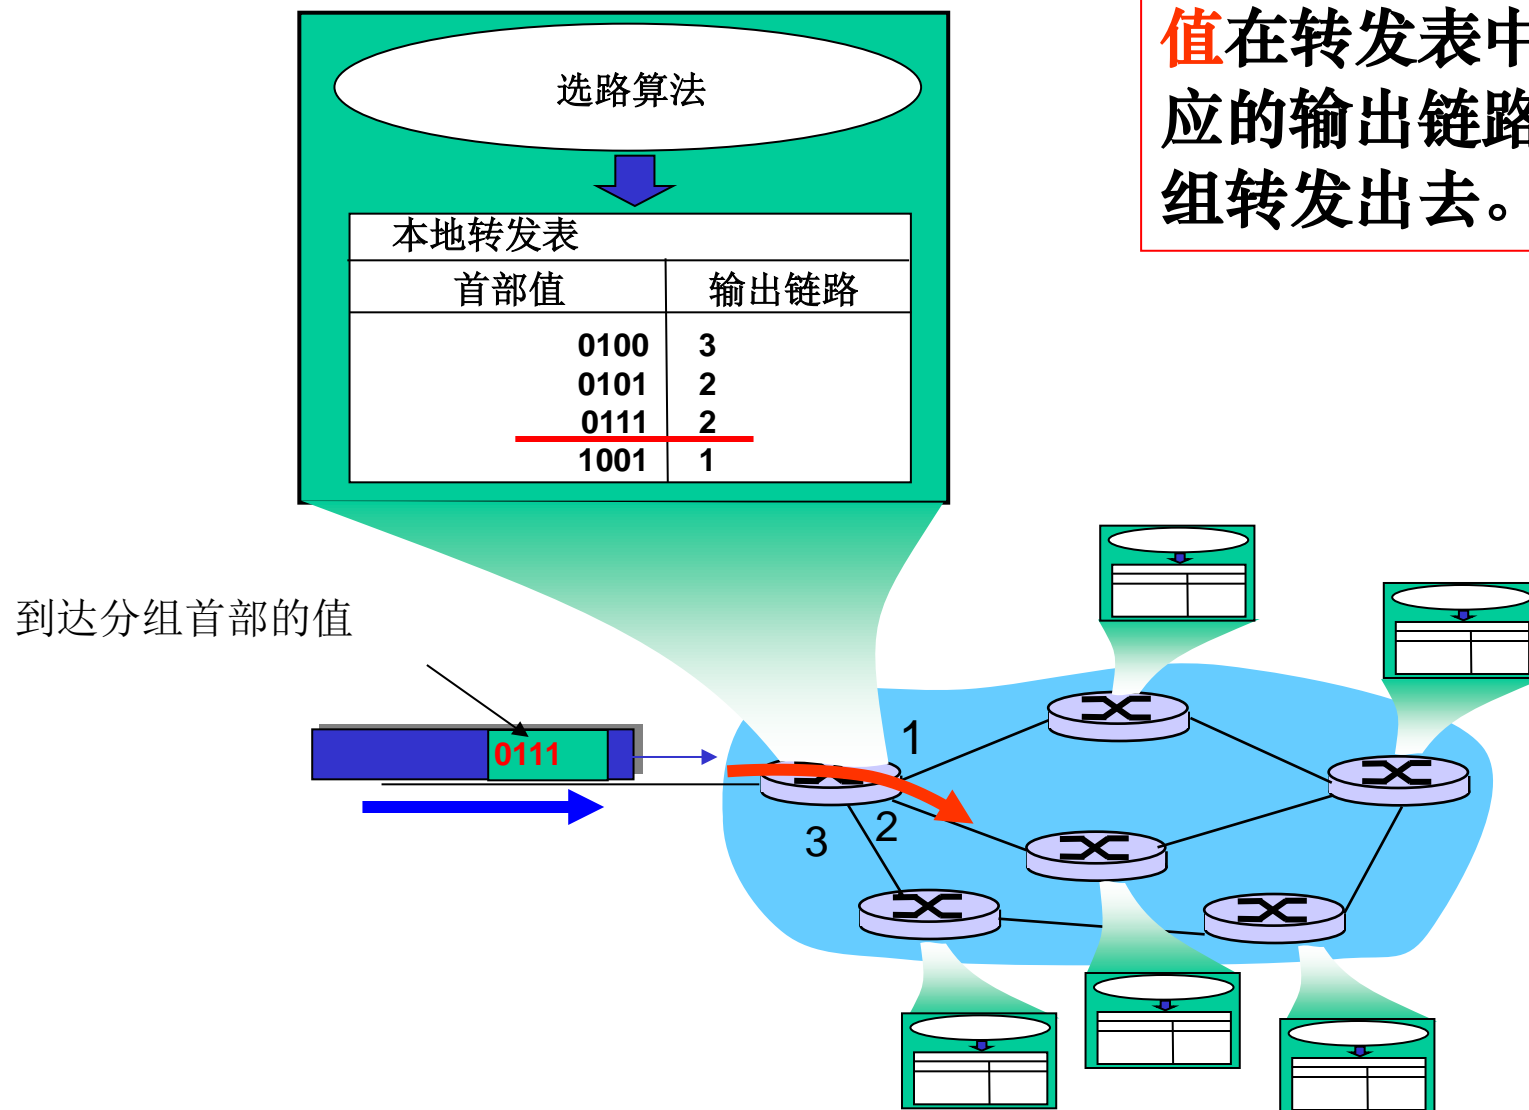 选路算法
本地转发表
首部值 输出链路
0100 3
0101 2
0111 2
1001 1
值在转发表中
应的输出链路
组转发出去。
到达分组首部的值
0111
1
2
3